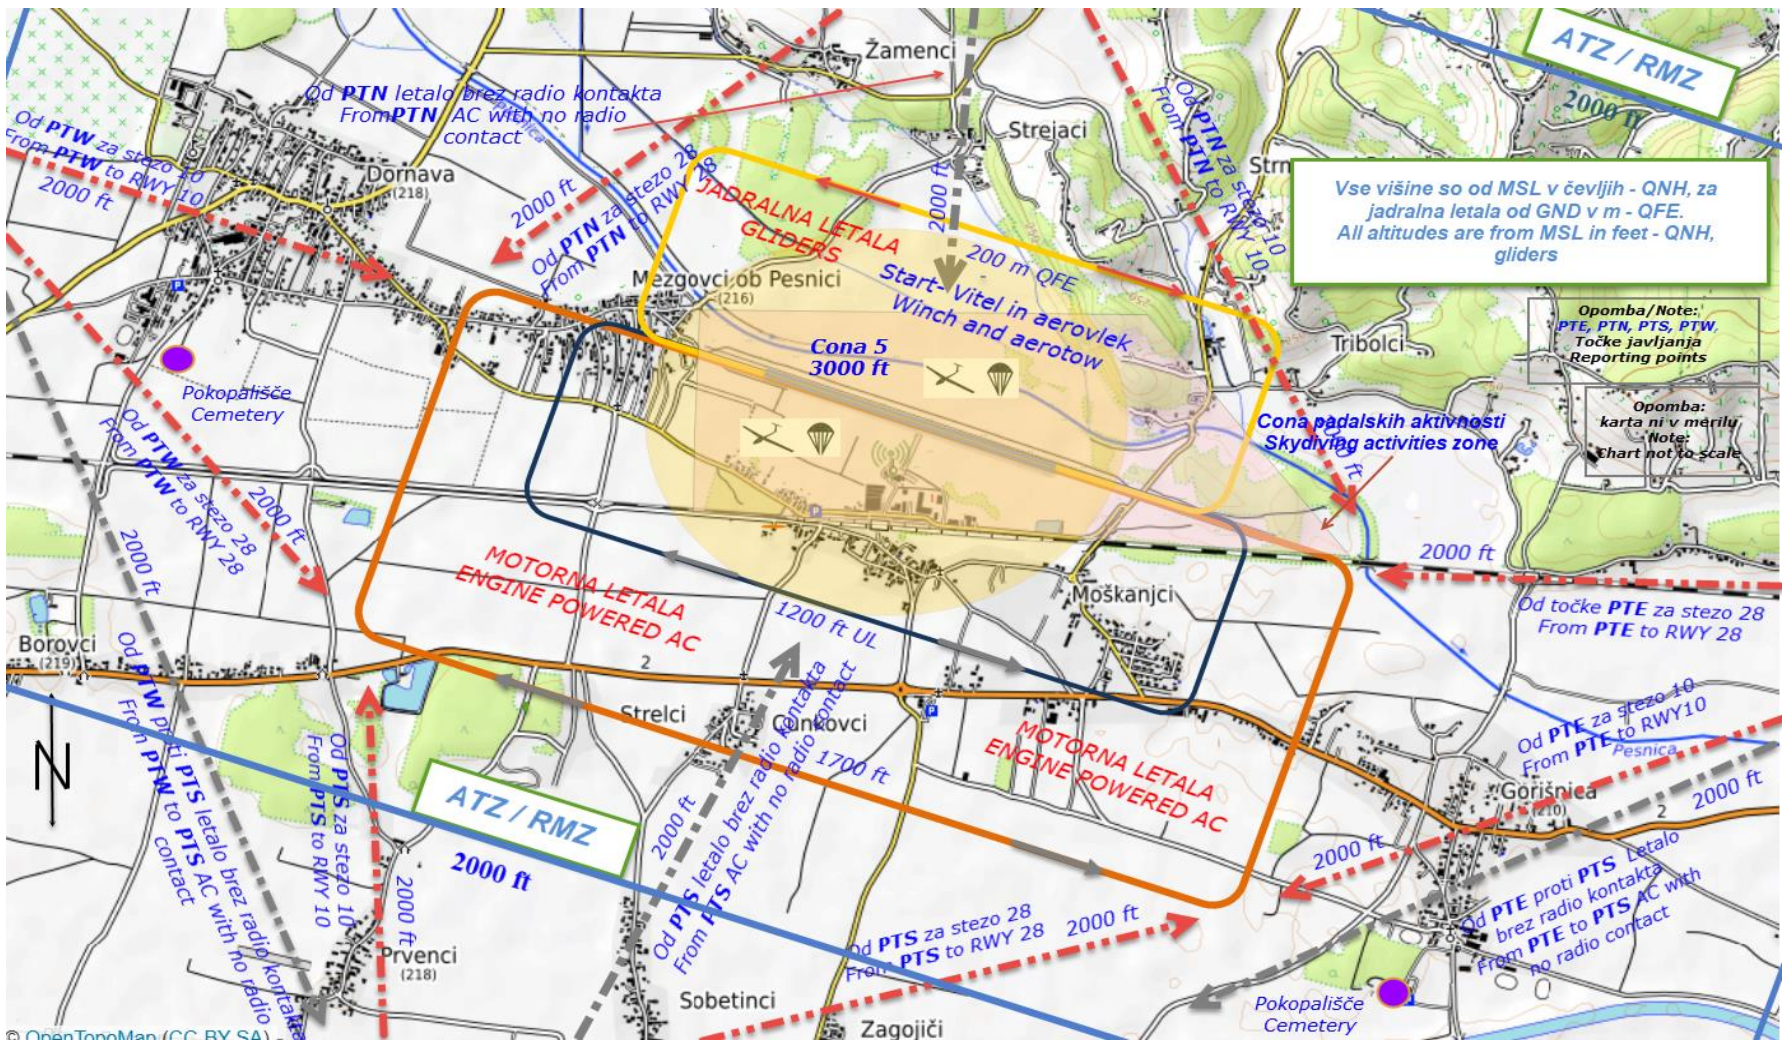 ATZ / RMZ
2000 ft
Žamenci
Od PTN letalo brez radio kontakta
FromPTN AC with no radio
contact
Strejaci
Od PTW za stezo 10
From PTW to RWY 10
2000 ft
Dornava
(218)
2000 ft
Od PTN za stezo 28
From PTN to RWY 28
JADRALNA LETALA
GLIDERS
2000 ft
200 m QFE
Start- Vitel in aerovlek
Winch and aerotow
Od PTN za stezo 10
From PTN to RWY 10
2000 ft
Vse višine so od MSL v čevljih - QNH, za
jadralna letala od GND v m - QFE.
All altitudes are from MSL in feet - QNH,
gliders
Mezgovci ob Pesnici
(216)
Opomba/Note:
PTE, PTN, PTS, PTW,
Točke javljanja
Reporting points
Tribolci
Cona 5
3000 ft
Pokopališče
Cemetery
Opomba:
karta ni v merilu
Note:
Chart not to scale
Cona padalskih aktivnosti
Skydiving activities zone
Od PTW za stezo 28
From PTW to RWY 28
2000 ft
2000 ft
2000 ft
MOTORNA LETALA
ENGINE POWERED AC
1200 ft UL
Moškanjci
Od točke PTE za stezo 28
From PTE to RWY 28
Borovci
(219)
2
Strelci
Cunkovci
1700 ft
MOTORNA LETALA
ENGINE POWERED AC
Od PTE za stezo 10
From PTE to RWY10
Pesnica
2000 ft
Gorišnica
(210)
2
N
Od PTW proti PTS letalo brez radio kontakta
From PTW to PTS AC with no radio
contact
Od PTS za stezo 10
From PTS to RWY 10
2000 ft
ATZ / RMZ
2000 ft
2000 ft
Od PTS letalo brez radio kontakta
From PTS AC with no radio contact
2000 ft
Od PTE proti PTS Letalo
brez radio kontakta
From PTE to PTS AC with
no radio contact
Od PTS za stezo 28
From PTS to RWY 28
2000 ft
Prvenci
(218)
Sobetinci
Zagojiči
Pokopališče
Cemetery
© OpenTopoMap (CC BY SA)